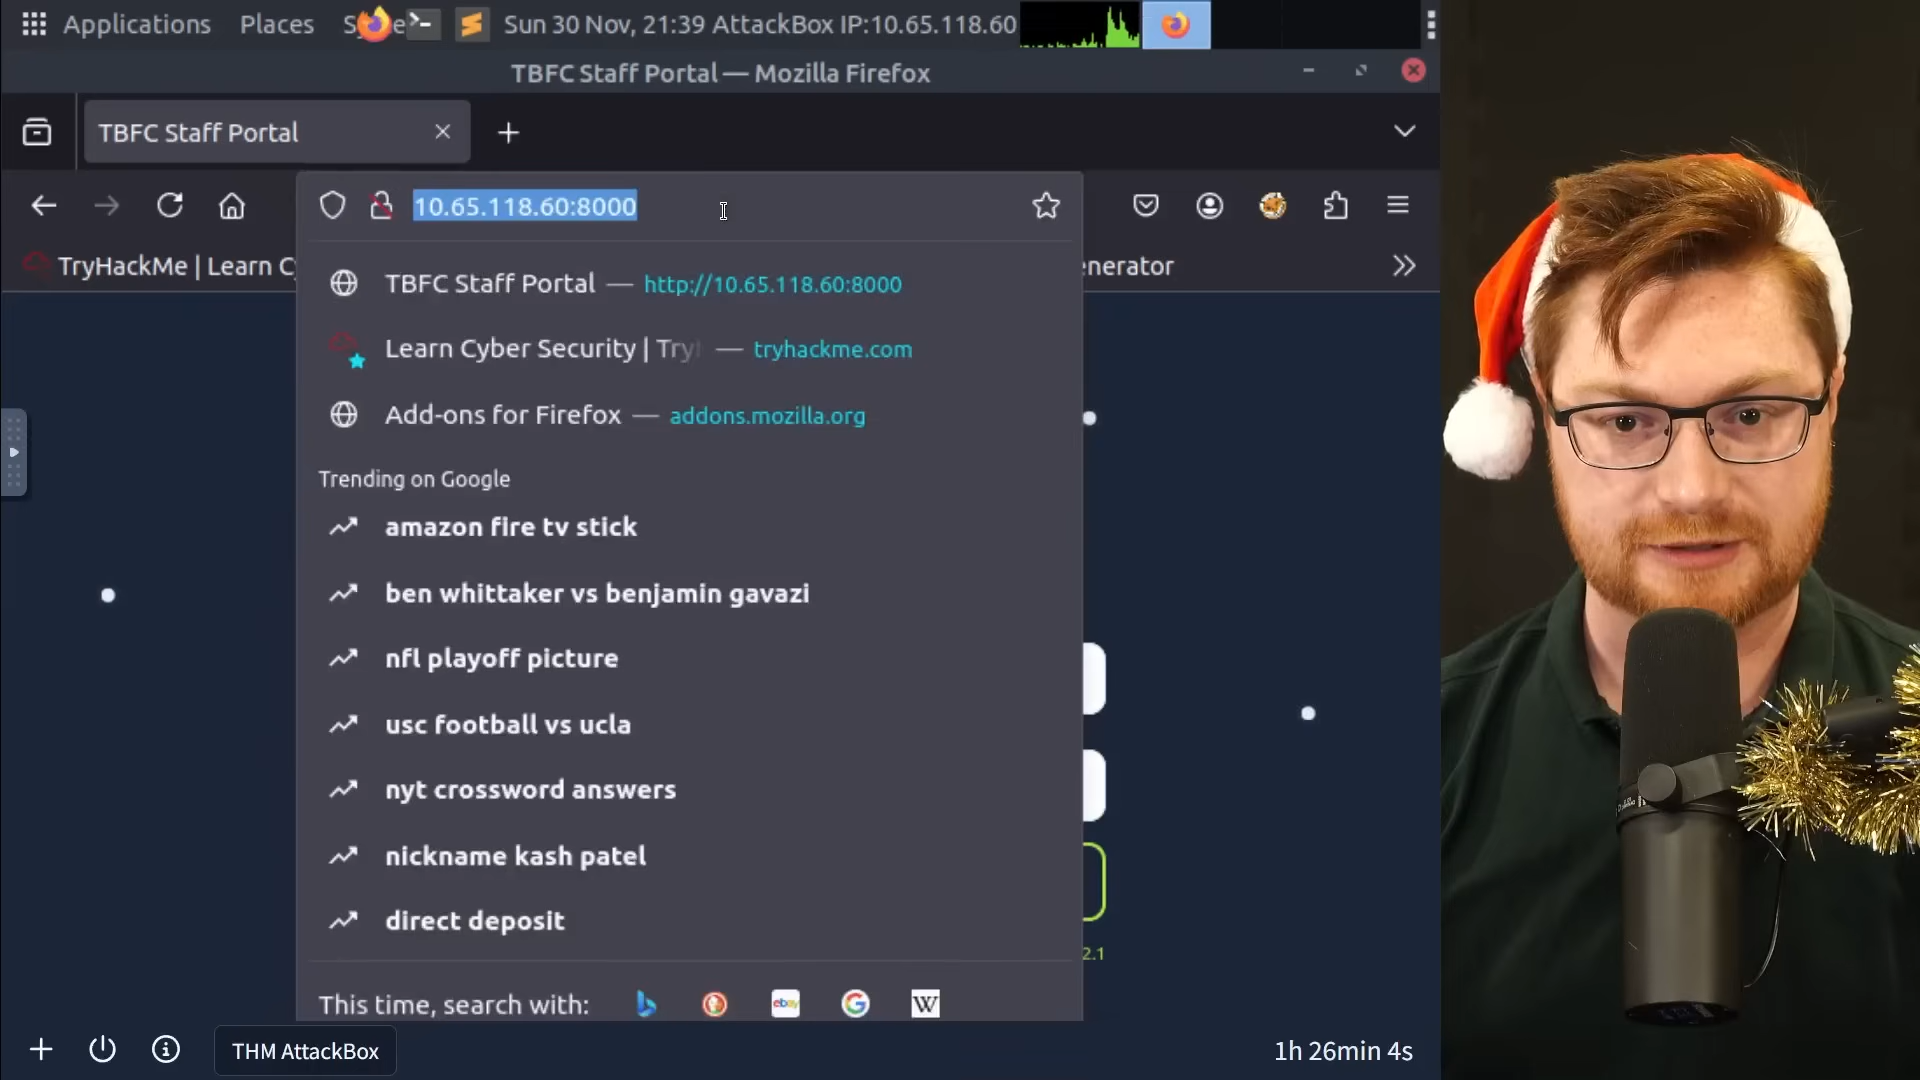 Applications Places Sun 30 Nov, 21:39 AttackBox IP:10.65.118.60
TBFC Staff Portal — Mozilla Firefox
TBFC Staff Portal
10.65.118.60:8000
TryHackMe | Learn C
nerator
TBFC Staff Portal — http://10.65.118.60:8000
Learn Cyber Security | Try — tryhackme.com
Add-ons for Firefox — addons.mozilla.org
Trending on Google
amazon fire tv stick
ben whittaker vs benjamin gavazi
nfl playoff picture
usc football vs ucla
nyt crossword answers
nickname kash patel
direct deposit
2.1
This time, search with:
ebay
G
W
THM AttackBox
1h 26min 4s